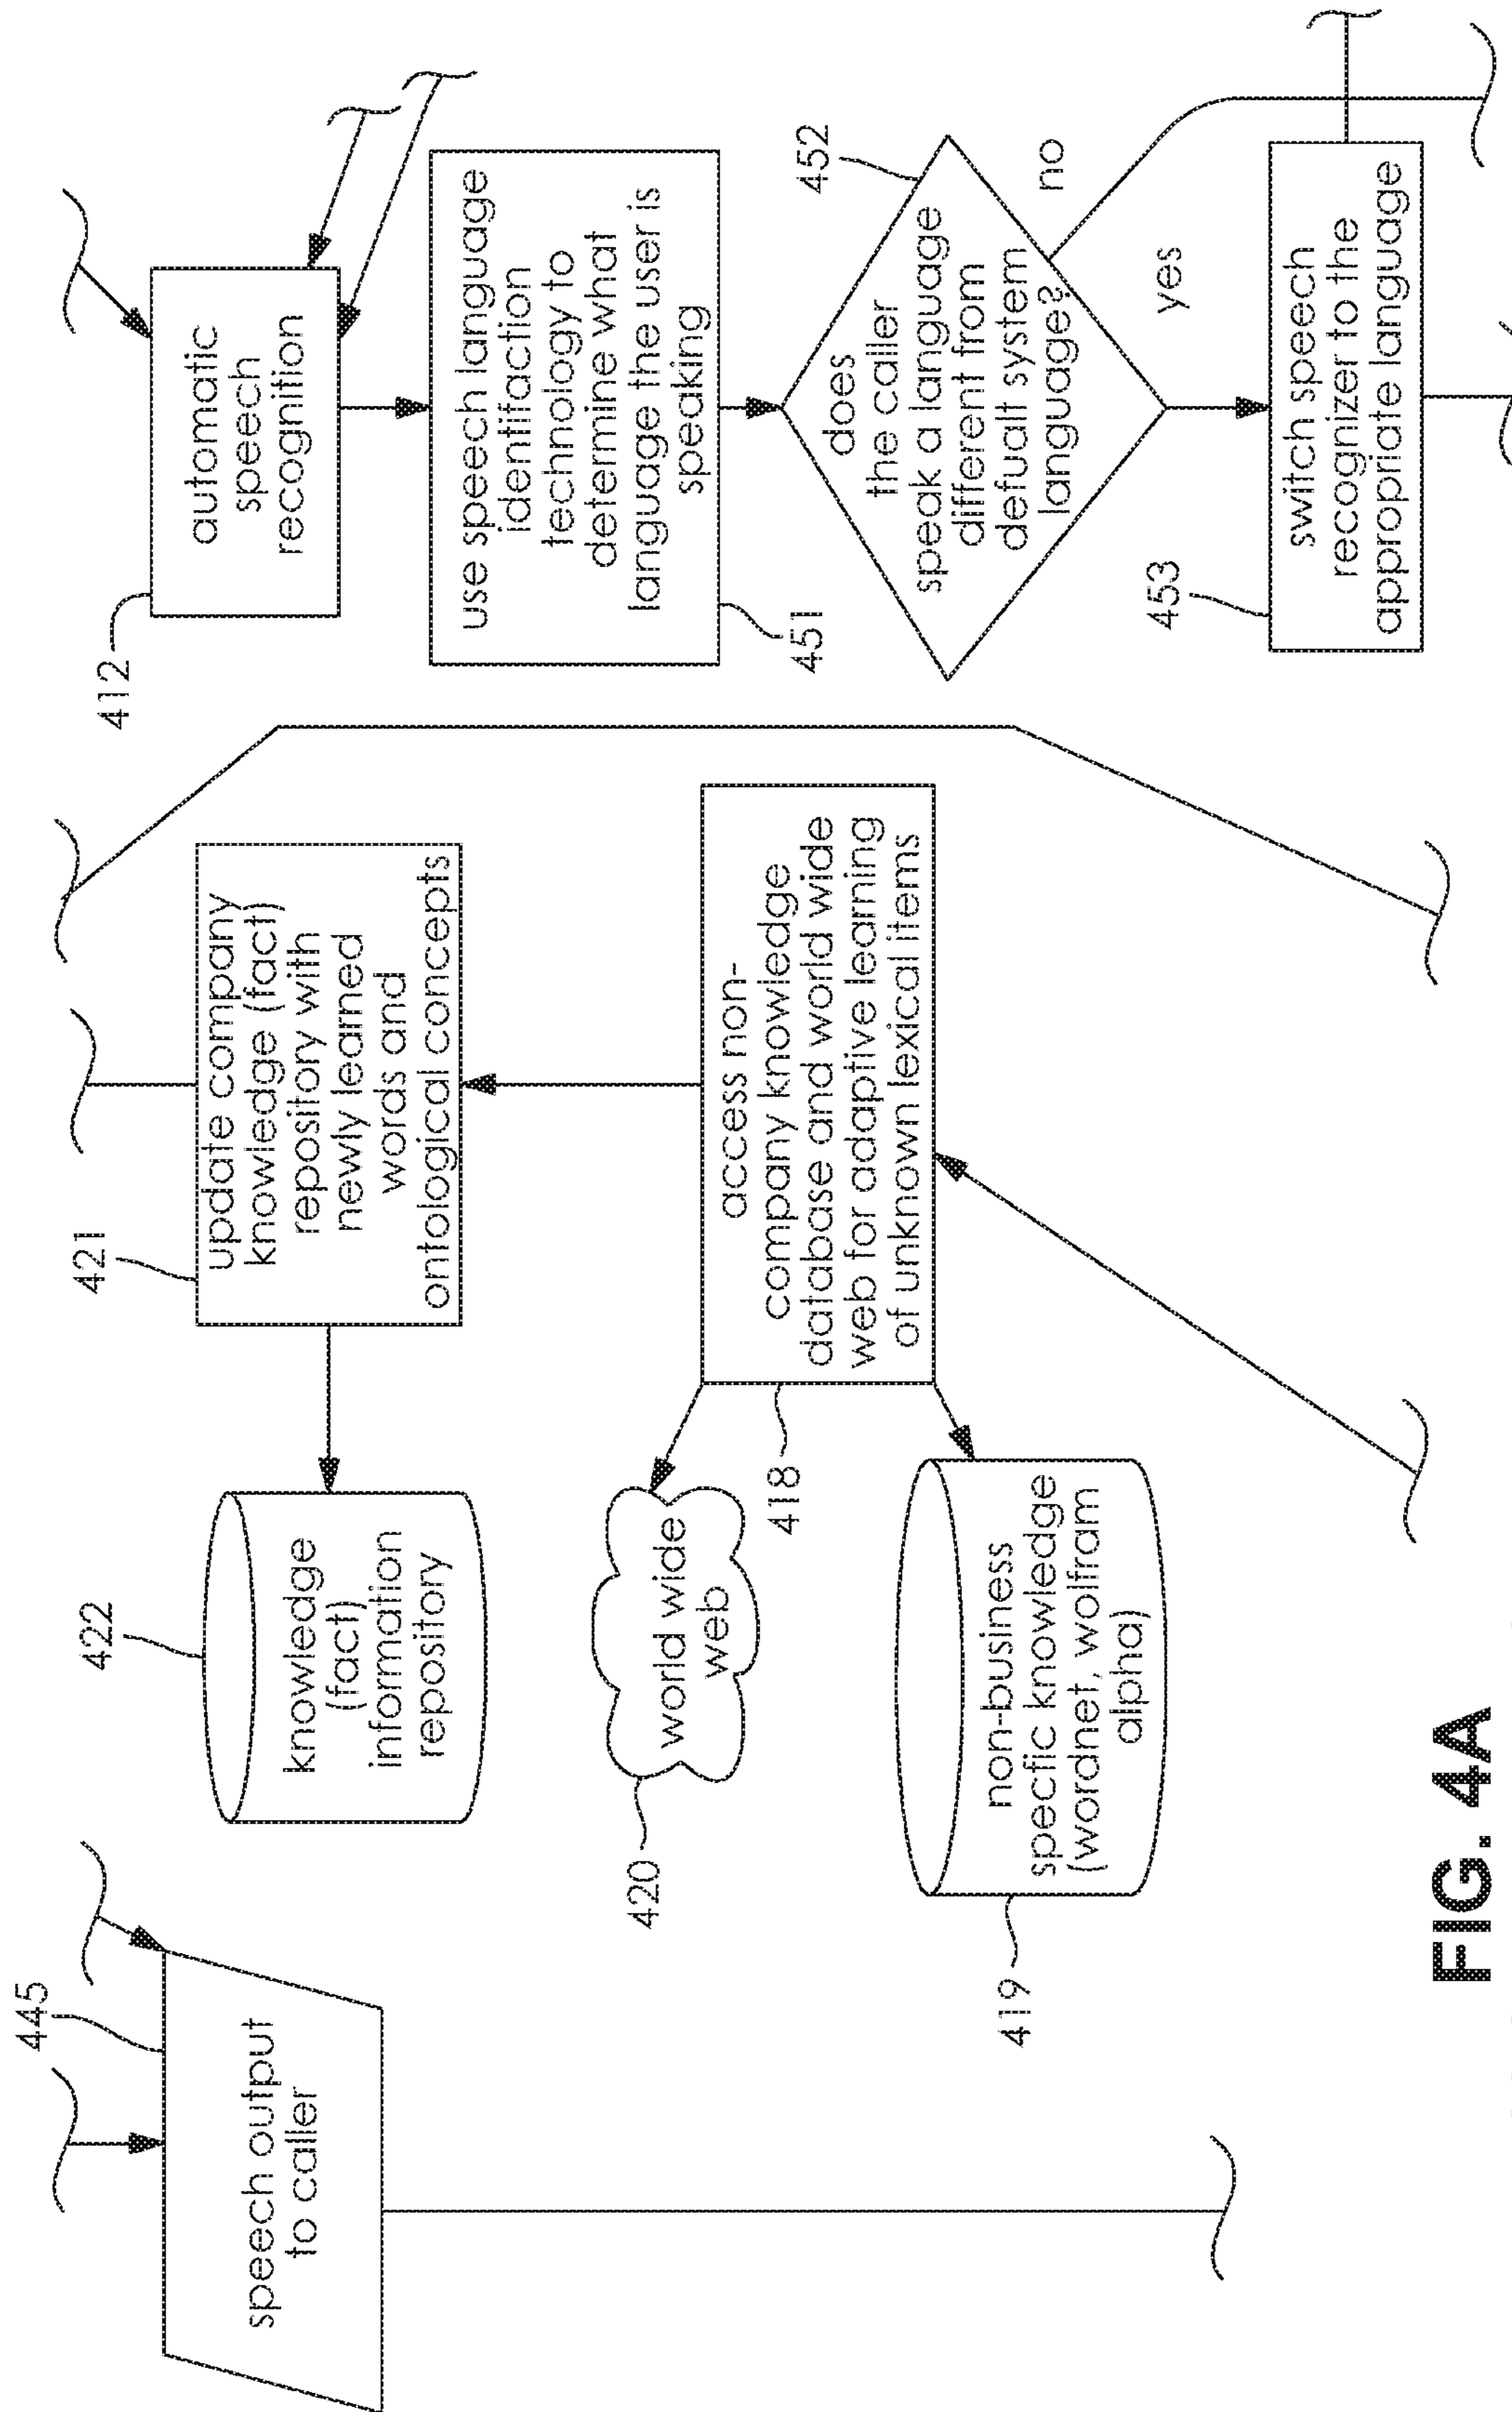 445
speech output
to caller
422
knowledge
(fact)
information
repository
421
update company
knowledge (fact)
repository with
newly learned
words and
ontological concepts
412
automatic
speech
recognition
420
world wide
web
418
access non-
company knowledge
database and world wide
web for adaptive learning
of unknown lexical items
use speech language
identifaction
technology to
determine what
language the user is
speaking
451
419
non-business
specfic knowledge
(wordnet, wolfram
alpha)
452
does
the caller
speak a language
different from
defualt system
language?
no
yes
453
switch speech
recognizer to the
appropriate language
FIG. 4A